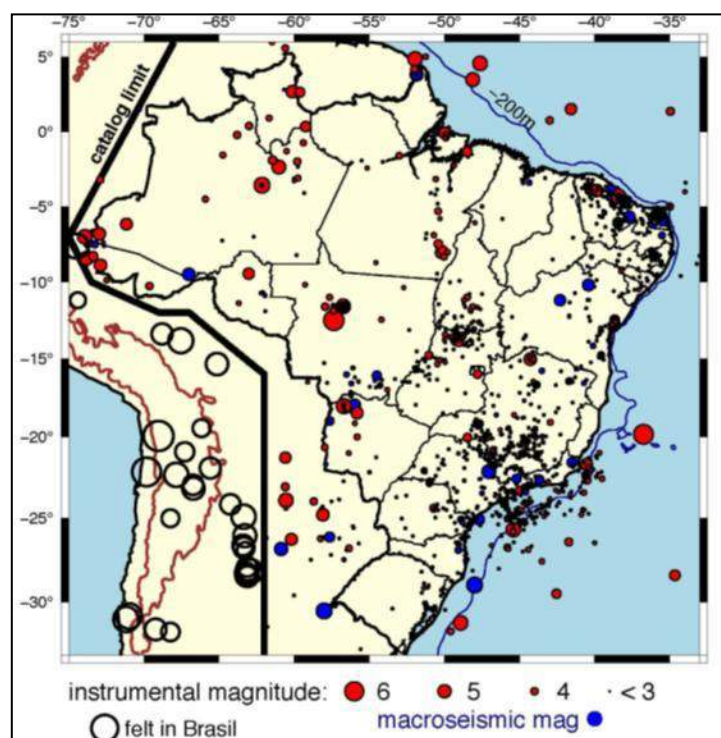 −75° −70° −65° −60° −55° −50° −45° −40° −35°
5°
0°
−5°
−10°
−15°
−20°
−25°
−30°
catalog limit
−200m
instrumental magnitude: 6 5 4 < 3
felt in Brasil macroseismic mag